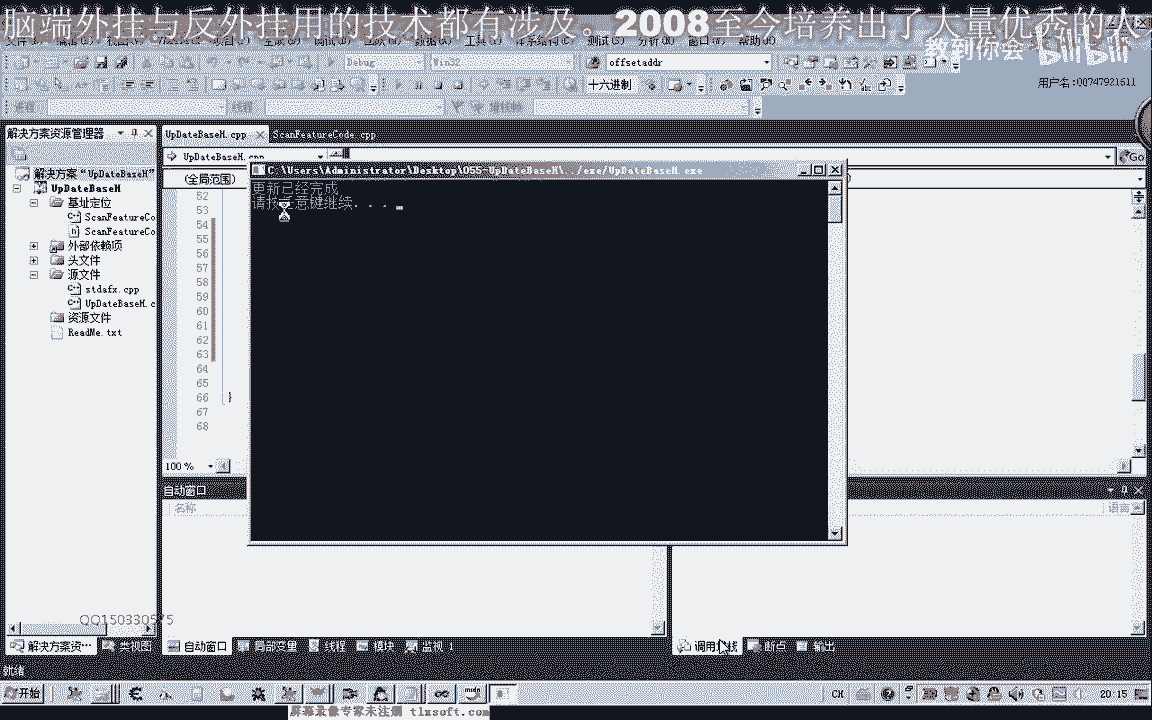 脑端外挂与反外挂用的技术都有涉及。2008至今培养出了大量优秀的人
教到你会 bilibili
Debug Win32 offsetaddr
十六进制 用户名:QQ747921611
进程: 线程:
解决方案资源管理器 UpDateBaseH.cpp ScanFeatureCode.cpp
UpDateBaseH.cpp Go
解决方案“UpDateBaseH”
(全局范围)
UpDateBaseH
基址定位
ScanFeatureCo
ScanFeatureCo
外部依赖项
头文件
源文件
stdafx.cpp
UpDateBaseH.c
资源文件
ReadMe.txt
C:\Users\Administrator\Desktop\055-UpDateBaseH\../exe/UpDateBaseH.exe
更新已经完成
请按任意键继续. . .
52
53
54
55
56
57
58
59
60
61
62
63
64
65
66 }
67
68
100 %
自动窗口
名称 语言
QQ150330575
解决方案资... 类视图 自动窗口 局部变量 线程 模块 监视 1 调用堆栈 断点 输出
就绪
开始 CH 20:15
屏幕录像专家未注册 tlxsoft.com